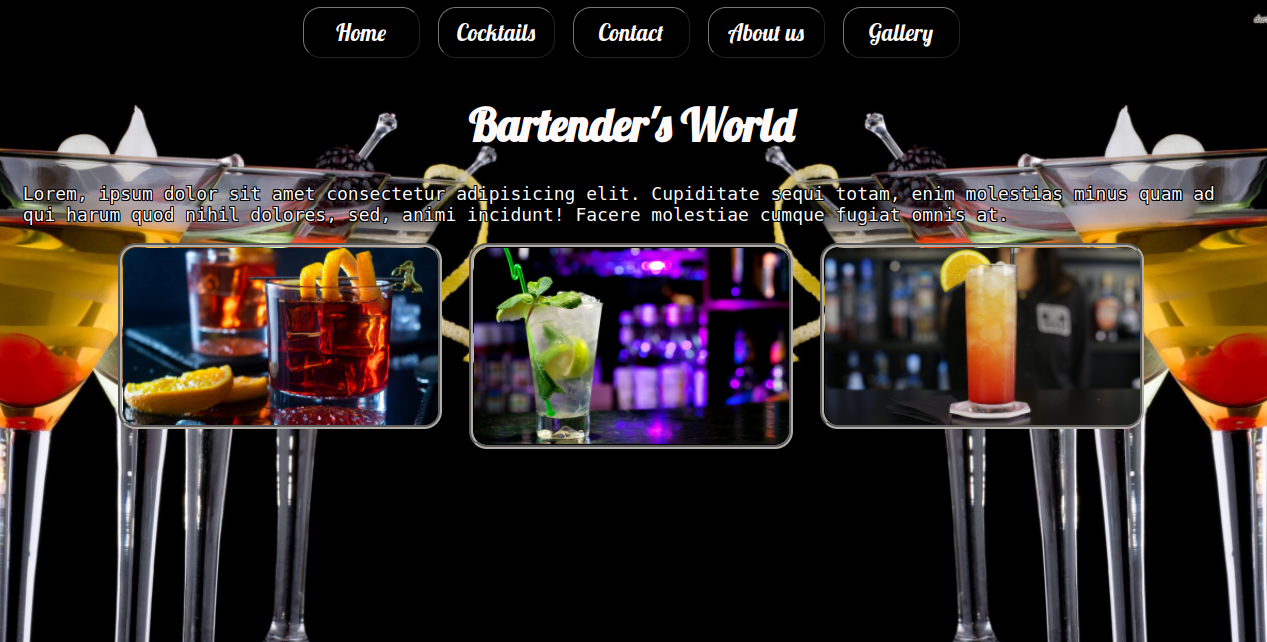 Home
Cocktails
Contact
About us
Gallery
Bartender's World
Lorem, ipsum dolor sit amet consectetur adipisicing elit. Cupiditate sequi totam, enim molestias minus quam ad
qui harum quod nihil dolores, sed, animi incidunt! Facere molestiae cumque fugiat omnis at.